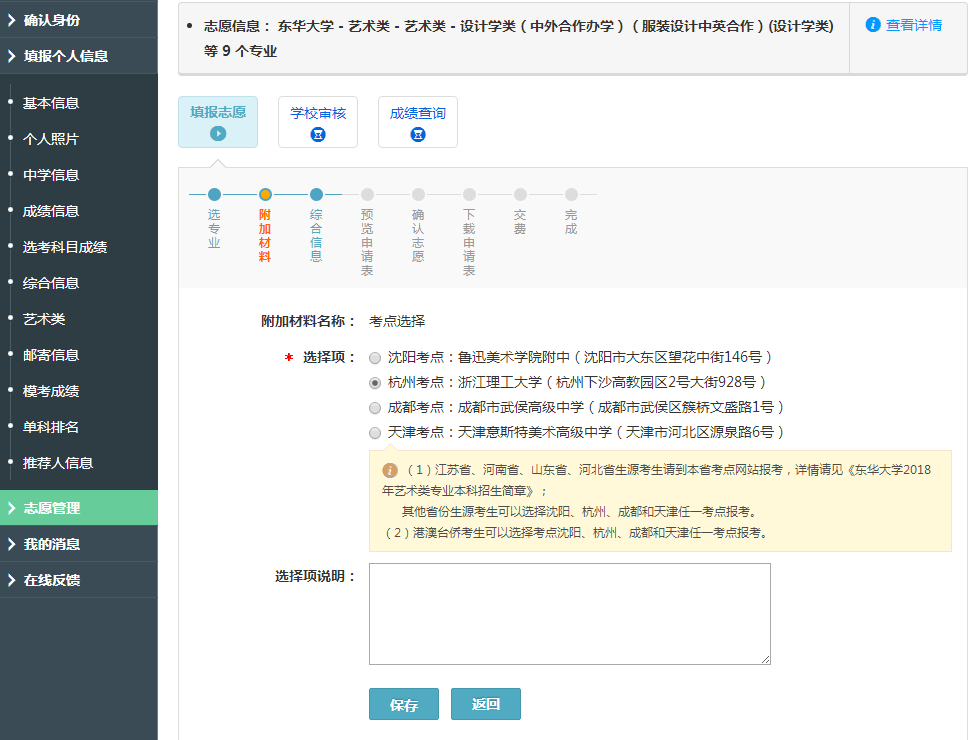 确认身份
填报个人信息
基本信息
个人照片
中学信息
成绩信息
选考科目成绩
综合信息
艺术类
邮寄信息
模考成绩
单科排名
推荐人信息
志愿管理
我的消息
在线反馈
志愿信息： 东华大学 - 艺术类 - 艺术类 - 设计学类（中外合作办学）（服装设计中英合作）(设计学类)
等 9 个专业
查看详情
填报志愿
学校审核
成绩查询
选专业
附加材料
综合信息
预览申请表
确认志愿
下载申请表
交费
完成
附加材料名称： 考点选择
* 选择项：
沈阳考点：鲁迅美术学院附中（沈阳市大东区望花中街146号）
杭州考点：浙江理工大学（杭州下沙高教园区2号大街928号）
成都考点：成都市武侯高级中学（成都市武侯区簇桥文盛路1号）
天津考点：天津意斯特美术高级中学（天津市河北区源泉路6号）
（1）江苏省、河南省、山东省、河北省生源考生请到本省考点网站报考，详情请见《东华大学2018
年艺术类专业本科招生简章》；
其他省份生源考生可以选择沈阳、杭州、成都和天津任一考点报考。
（2）港澳台侨考生可以选择考点沈阳、杭州、成都和天津任一考点报考。
选择项说明：
保存
返回